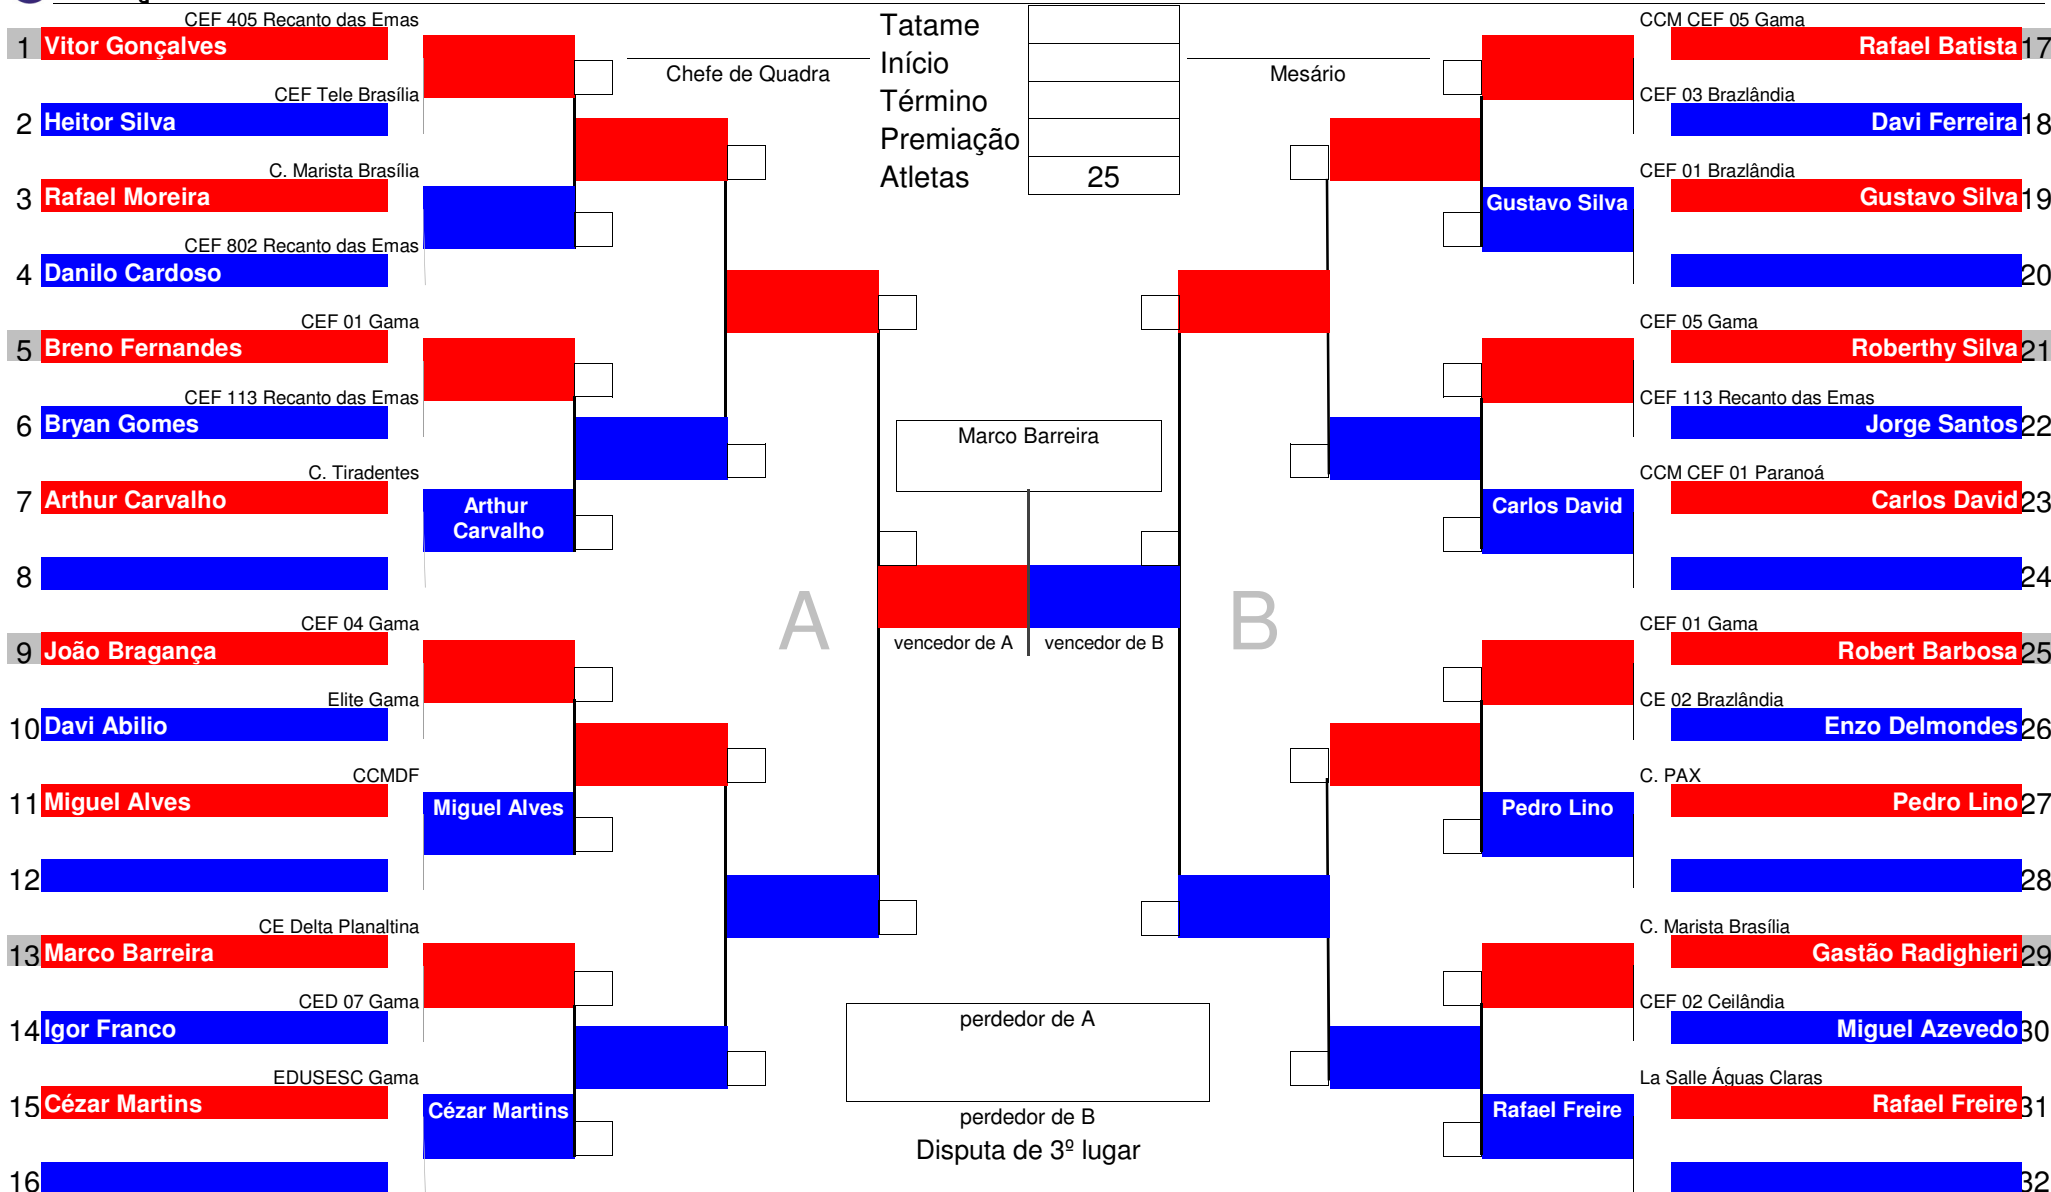 CEF 405 Recanto das Emas
1 Vitor Gonçalves
CEF Tele Brasília
2 Heitor Silva
C. Marista Brasília
3 Rafael Moreira
CEF 802 Recanto das Emas
4 Danilo Cardoso
CEF 01 Gama
5 Breno Fernandes
CEF 113 Recanto das Emas
6 Bryan Gomes
C. Tiradentes
7 Arthur Carvalho
8
CEF 04 Gama
9 João Bragança
Elite Gama
10 Davi Abilio
CCMDF
11 Miguel Alves
12
CE Delta Planaltina
13 Marco Barreira
CED 07 Gama
14 Igor Franco
EDUSESC Gama
15 Cézar Martins
16
Arthur
Carvalho
Miguel Alves
Cézar Martins
Chefe de Quadra
Tatame
Início
Término
Premiação
Atletas 25
Mesário
Marco Barreira
A
B
vencedor de A
vencedor de B
perdedor de A
perdedor de B
Disputa de 3º lugar
Gustavo Silva
Carlos David
Pedro Lino
Rafael Freire
CCM CEF 05 Gama
Rafael Batista 17
CEF 03 Brazlândia
Davi Ferreira 18
CEF 01 Brazlândia
Gustavo Silva 19
20
CEF 05 Gama
Roberthy Silva 21
CEF 113 Recanto das Emas
Jorge Santos 22
CCM CEF 01 Paranoá
Carlos David 23
24
CEF 01 Gama
Robert Barbosa 25
CE 02 Brazlândia
Enzo Delmondes 26
C. PAX
Pedro Lino 27
28
C. Marista Brasília
Gastão Radighieri 29
CEF 02 Ceilândia
Miguel Azevedo 30
La Salle Águas Claras
Rafael Freire 31
32